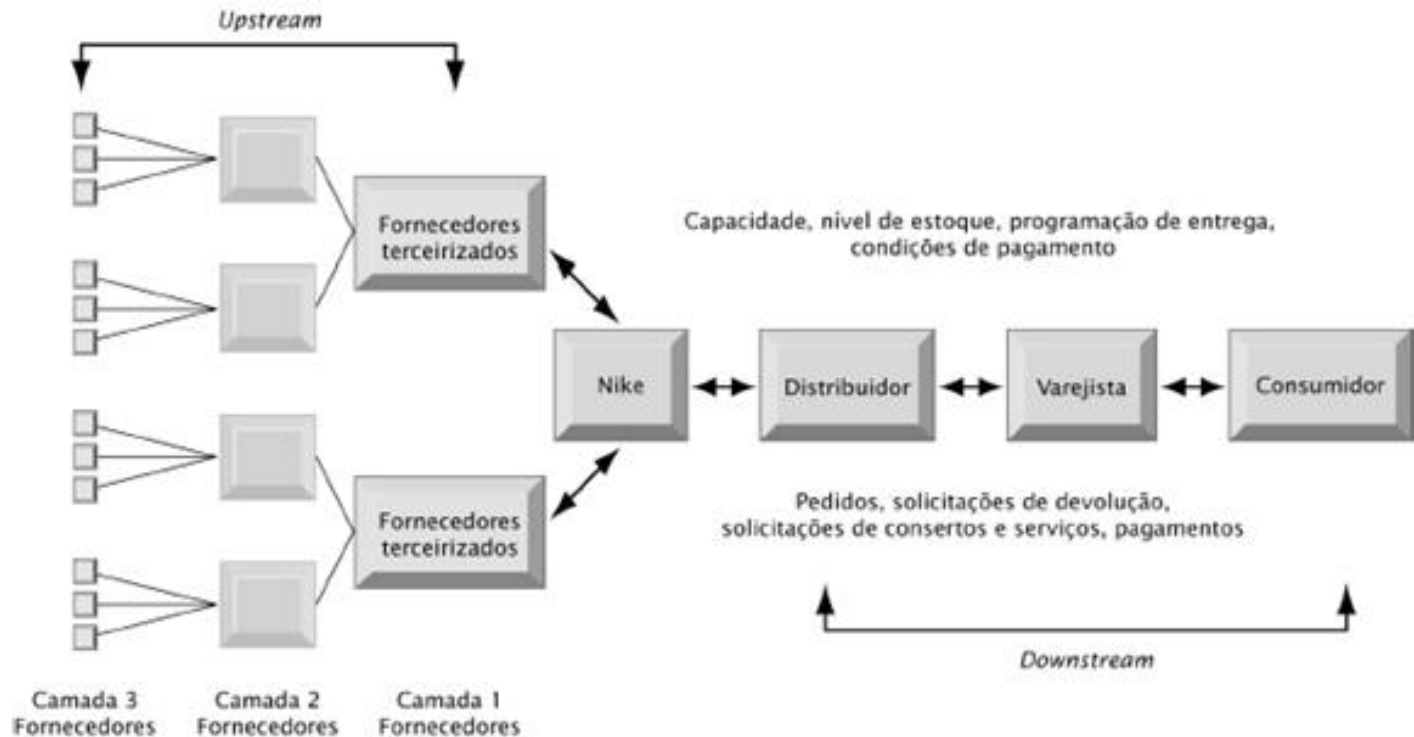 Upstream
Fornecedores
terceirizados
Capacidade, nível de estoque, programação de entrega,
condições de pagamento
Nike
Distribuidor
Varejista
Consumidor
Fornecedores
terceirizados
Pedidos, solicitações de devolução,
solicitações de consertos e serviços, pagamentos
Downstream
Camada 3
Fornecedores
Camada 2
Fornecedores
Camada 1
Fornecedores